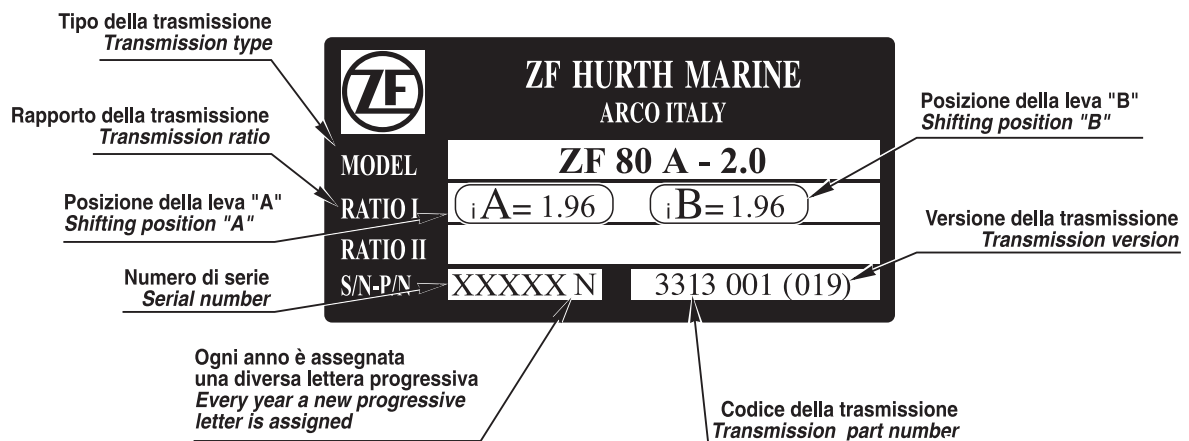 Tipo della trasmissione
Transmission type
Rapporto della trasmissione
Transmission ratio
Posizione della leva "A"
Shifting position "A"
Numero di serie
Serial number
ZF
ZF HURTH MARINE
ARCO ITALY
MODEL ZF 80 A - 2.0
RATIO I iA= 1.96 iB= 1.96
RATIO II
S/N-P/N XXXXX N 3313 001 (019)
Posizione della leva "B"
Shifting position "B"
Versione della trasmissione
Transmission version
Ogni anno è assegnata
una diversa lettera progressiva
Every year a new progressive
letter is assigned
Codice della trasmissione
Transmission part number